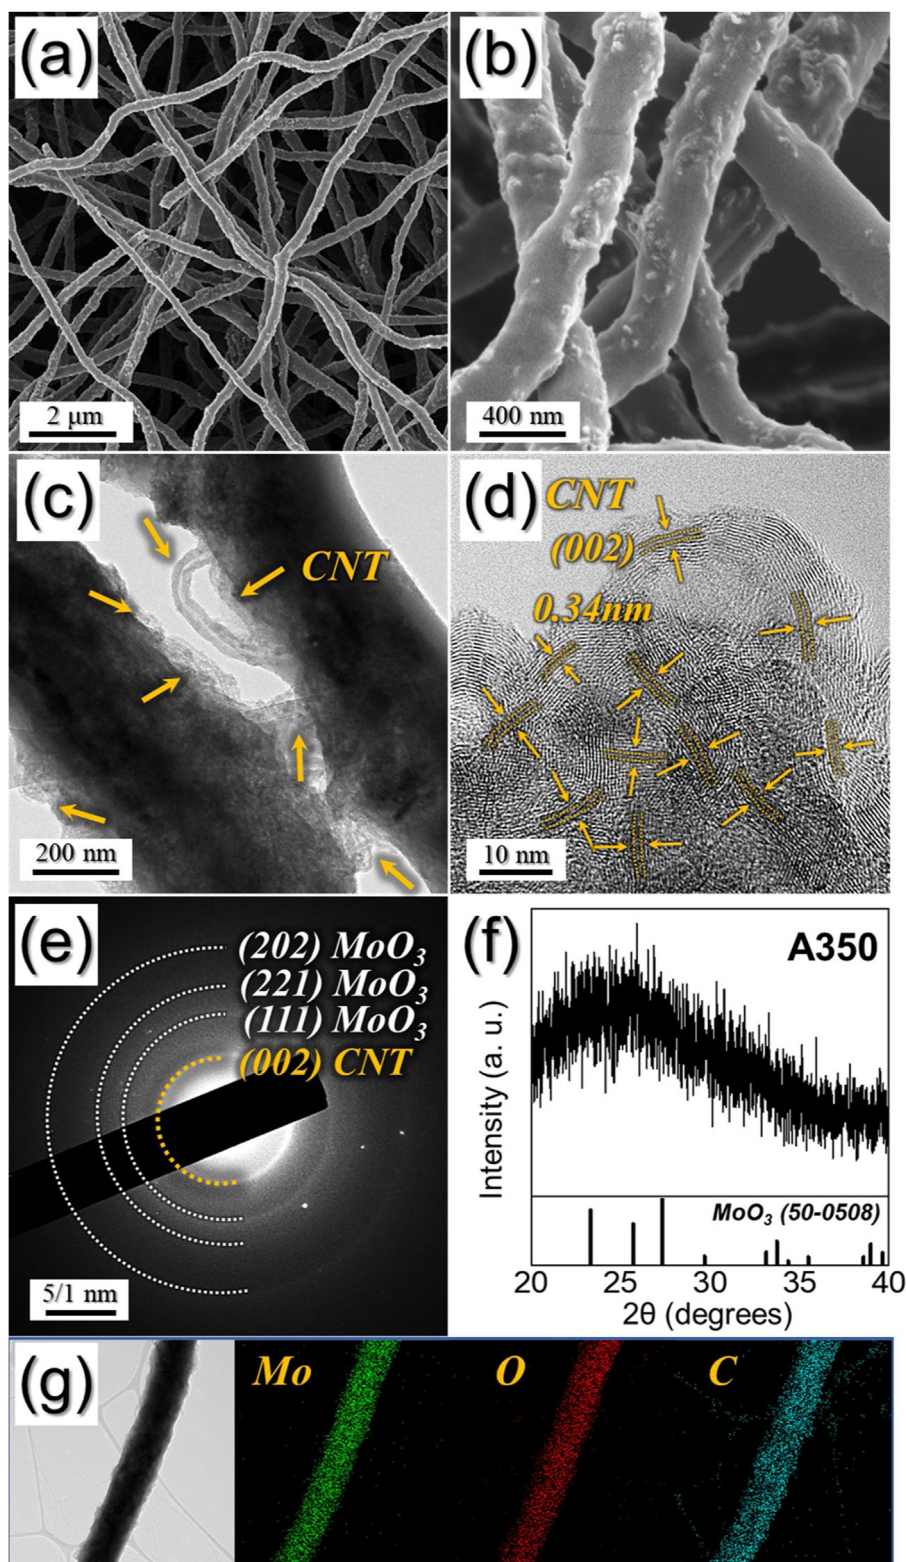 (a)
2 μm
(b)
400 nm
(c)
CNT
200 nm
(d)
CNT
(002)
0.34nm
10 nm
(e)
(202) MoO₃
(221) MoO₃
(111) MoO₃
(002) CNT
5/1 nm
(f)
A350
Intensity (a. u.)
MoO₃ (50-0508)
20 25 30 35 40
2θ (degrees)
(g)
Mo
O
C